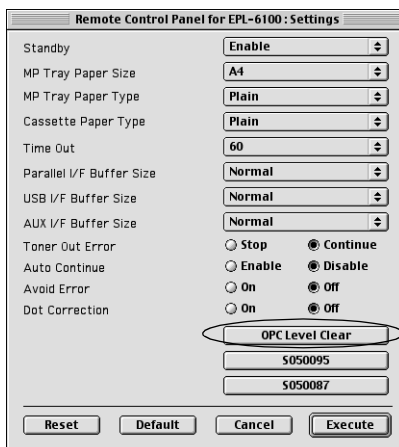 Remote Control Panel for EPL-6100 : Settings
Standby Enable
MP Tray Paper Size A4
MP Tray Paper Type Plain
Cassette Paper Type Plain
Time Out 60
Parallel I/F Buffer Size Normal
USB I/F Buffer Size Normal
AUX I/F Buffer Size Normal
Toner Out Error Stop Continue
Auto Continue Enable Disable
Avoid Error On Off
Dot Correction On Off
OPC Level Clear
S050095
S050087
Reset Default Cancel Execute